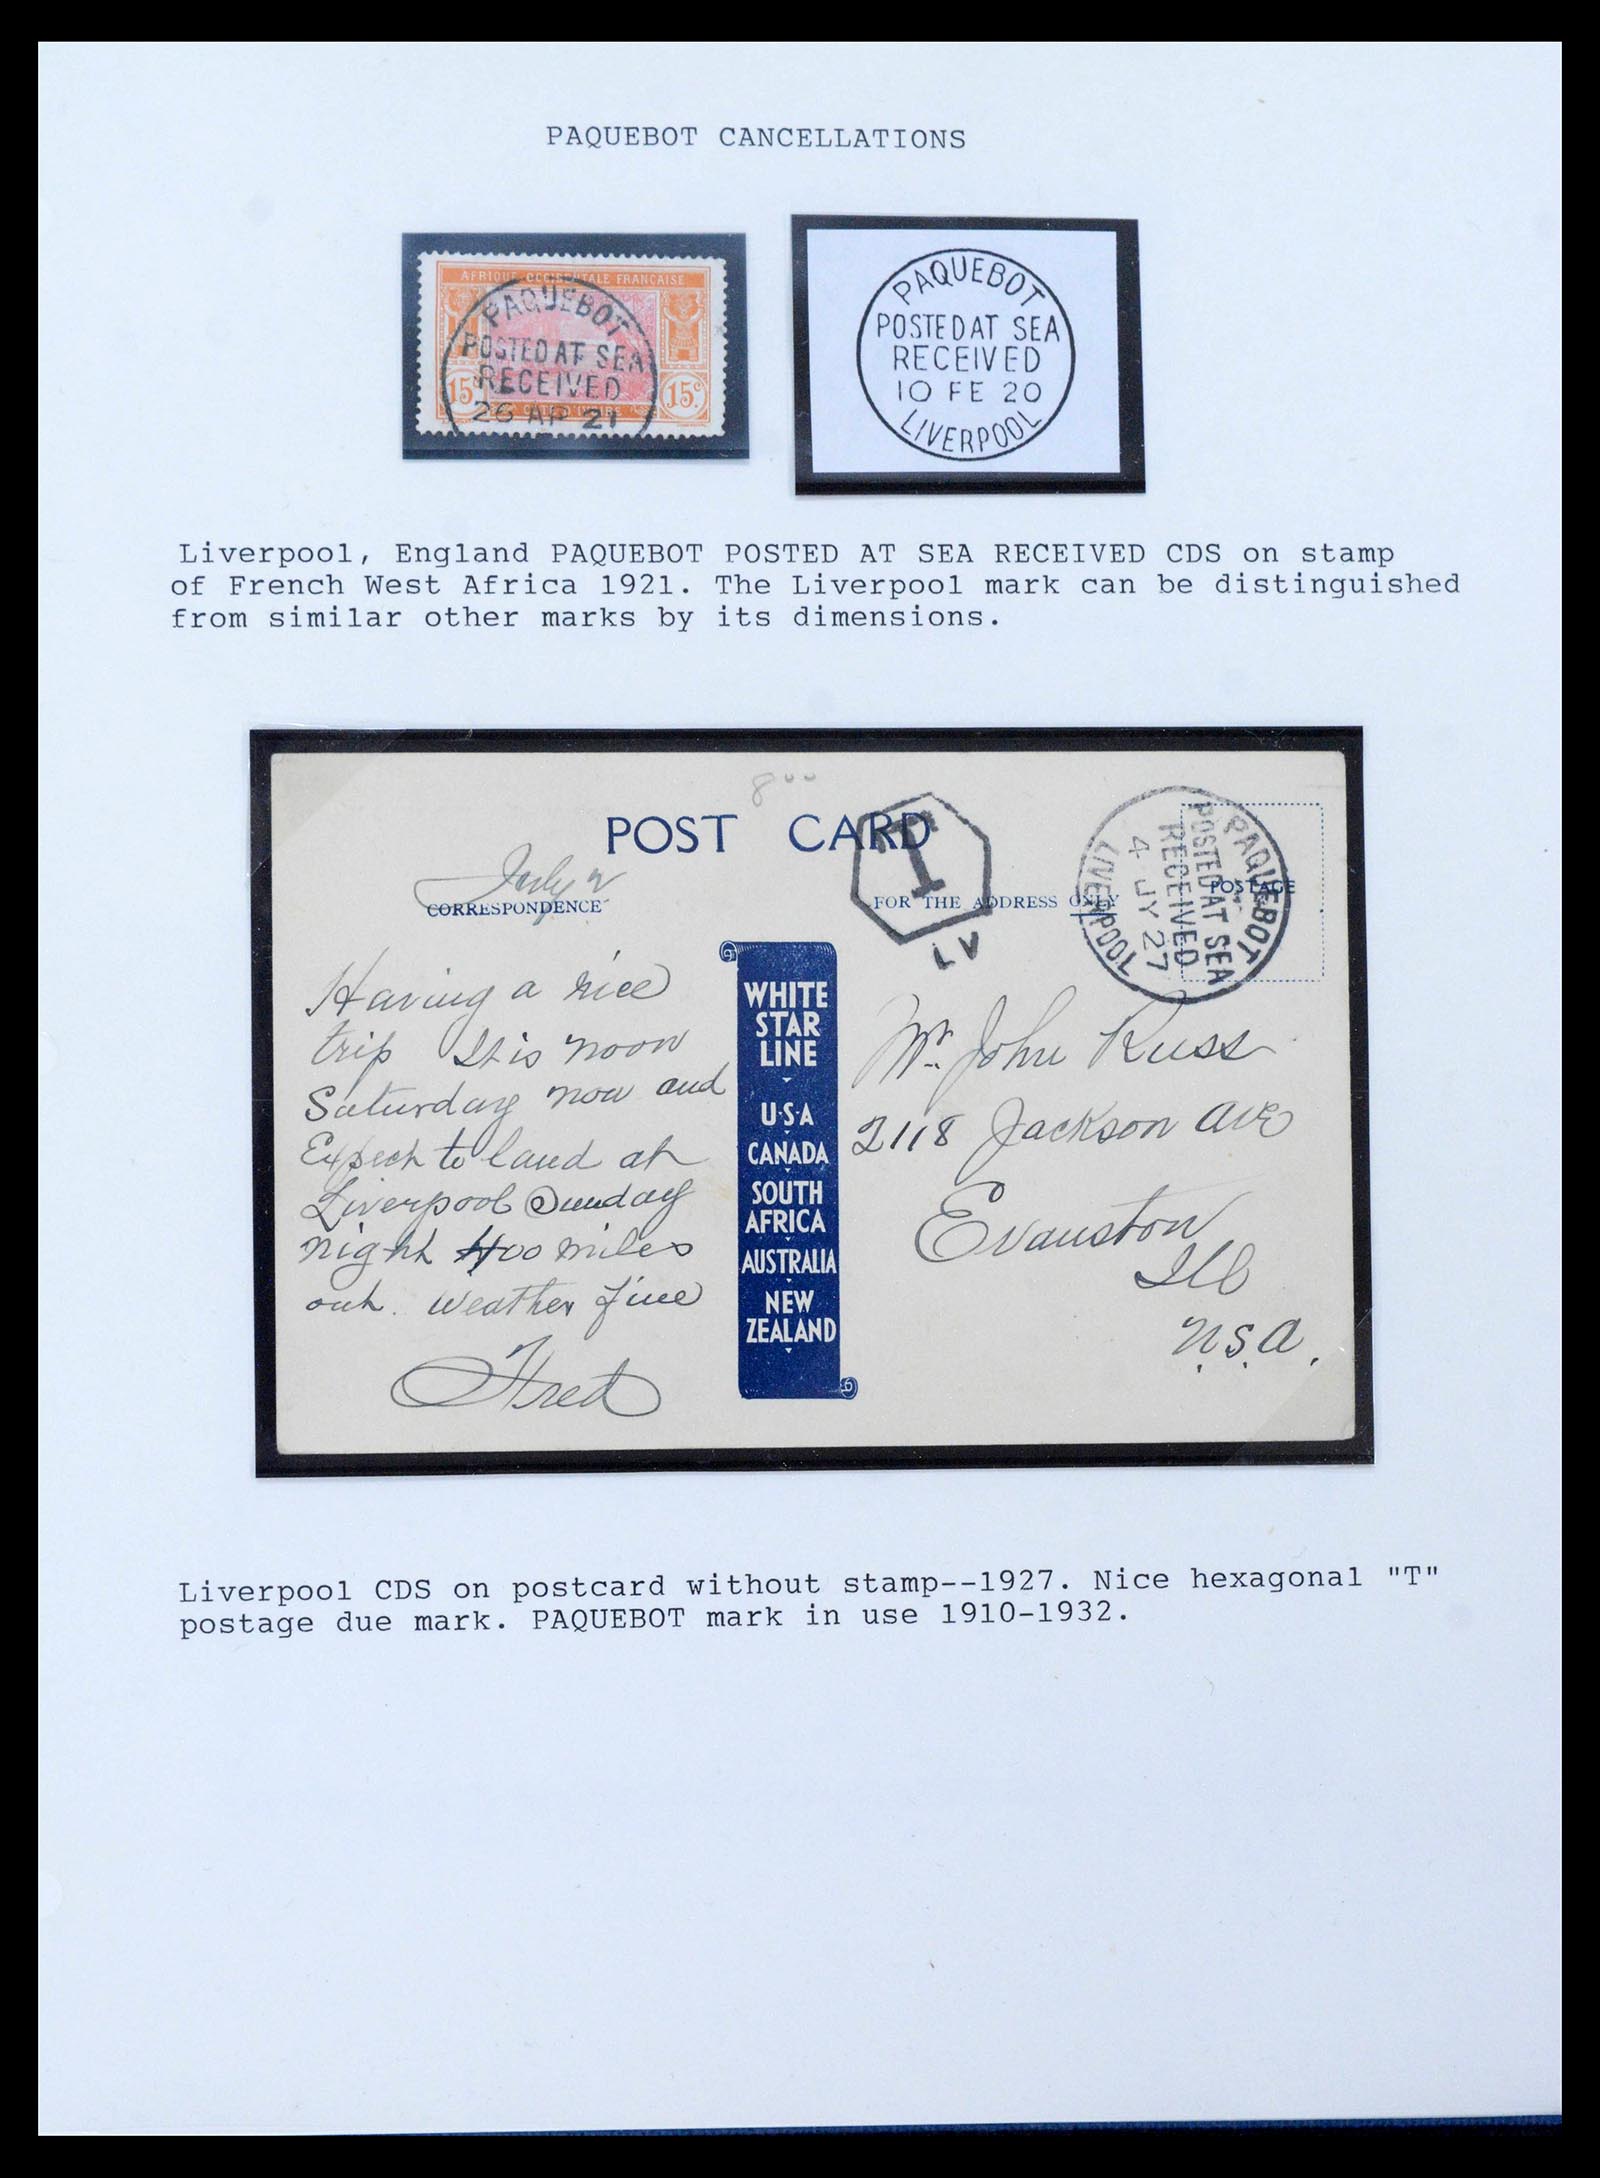 PAQUEBOT CANCELLATIONS
AFRIQUE-OCCIDENTALE FRANÇAISE
PAQUEBOT
POSTED AT SEA
RECEIVED
26 AP 21
15c
15c
PAQUEBOT
POSTED AT SEA
RECEIVED
10 FE 20
LIVERPOOL
Liverpool, England PAQUEBOT POSTED AT SEA RECEIVED CDS on stamp
of French West Africa 1921. The Liverpool mark can be distinguished
from similar other marks by its dimensions.
8 00
POST CARD
T
LV
July 2
CORRESPONDENCE
FOR THE ADDRESS ONLY
POSTAGE
PAQUEBOT
POSTED AT SEA
RECEIVED
4 JY 27
LIVERPOOL
Having a nice
trip It is noon
Saturday now and
Expect to land at
Liverpool Sunday
night 400 miles
out. Weather fine
Fred
WHITE
STAR
LINE
U·S·A
CANADA
SOUTH
AFRICA
AUSTRALIA
NEW
ZEALAND
Mr. John Russ
2118 Jackson Ave
Evanston
Ill
U.S.A.
Liverpool CDS on postcard without stamp--1927. Nice hexagonal "T"
postage due mark. PAQUEBOT mark in use 1910-1932.